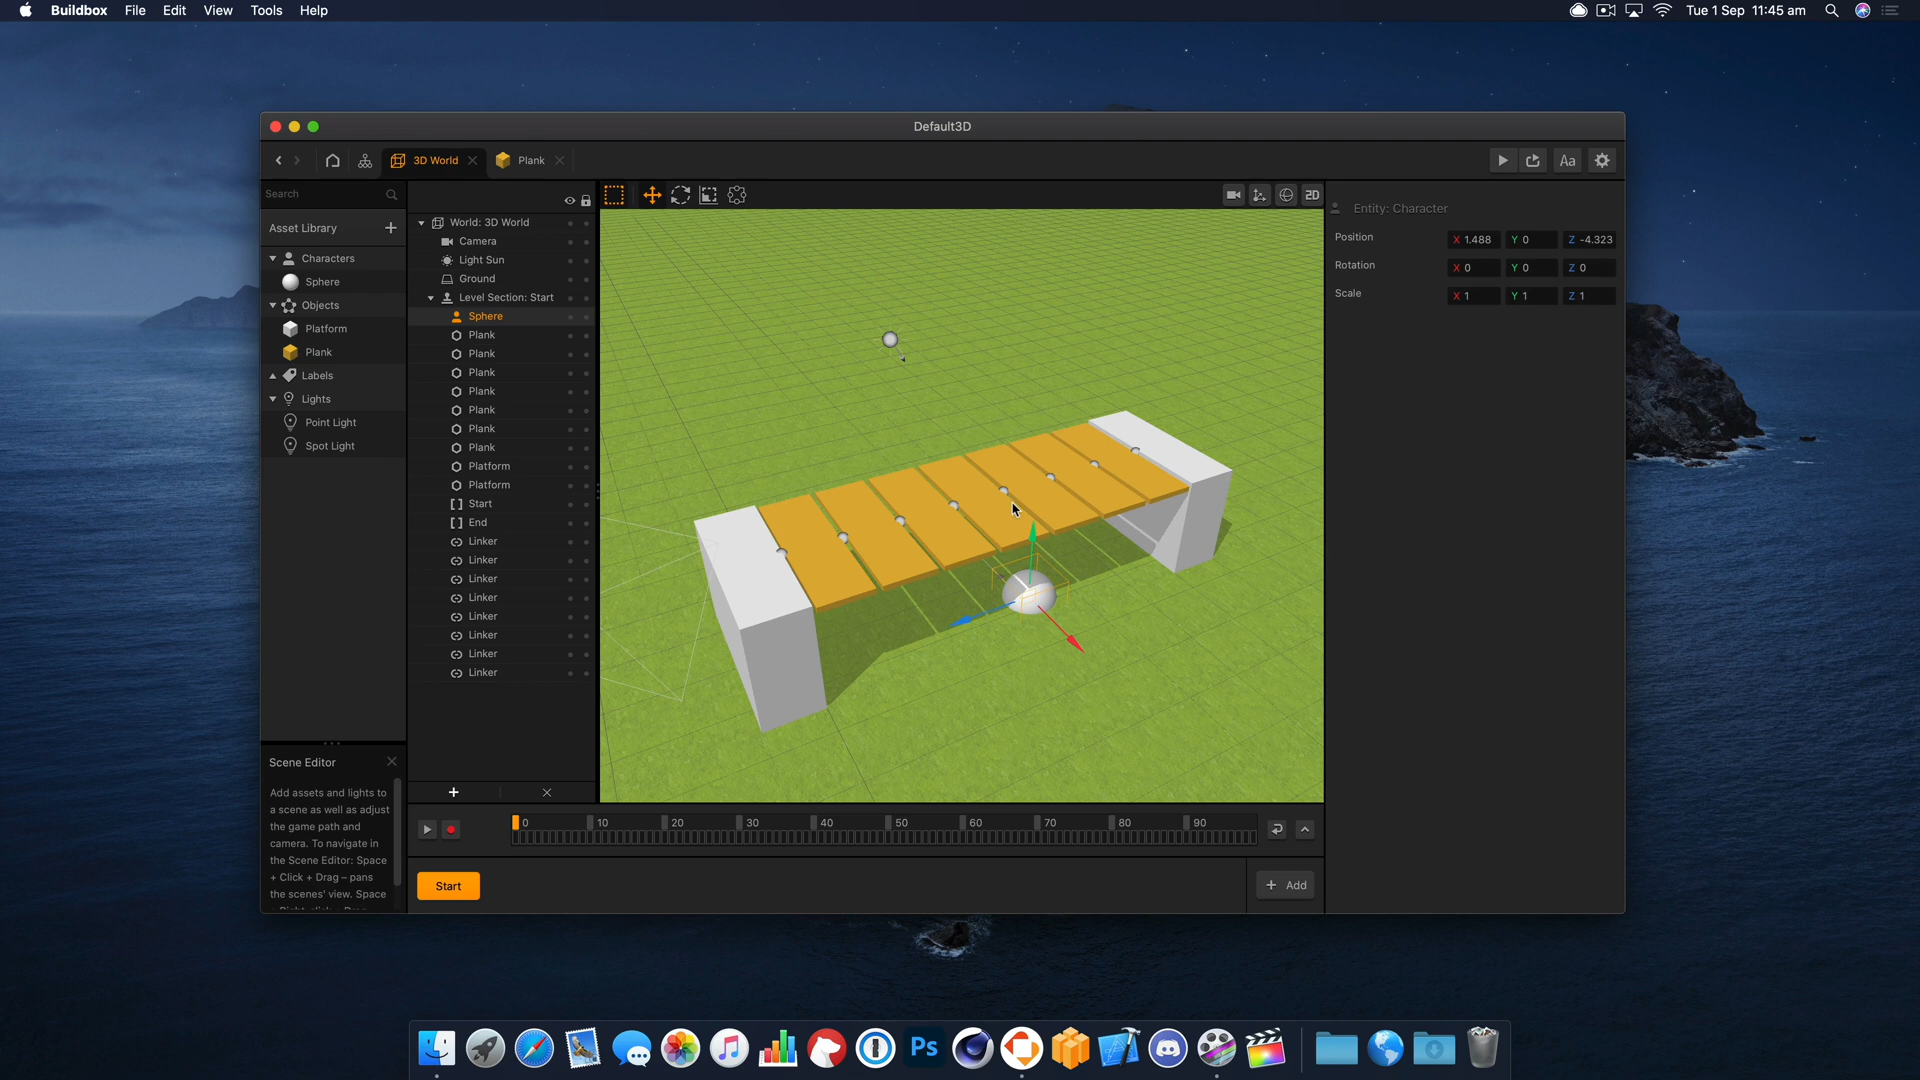 Buildbox File Edit View Tools Help
Tue 1 Sep 11:45 am
Default3D
3D World
Plank
Aa
Search
Asset Library
Characters
Sphere
Objects
Platform
Plank
Labels
Lights
Point Light
Spot Light
World: 3D World
Camera
Light Sun
Ground
Level Section: Start
Sphere
Plank
Plank
Plank
Plank
Plank
Plank
Plank
Platform
Platform
Start
End
Linker
Linker
Linker
Linker
Linker
Linker
Linker
Linker
2D
Entity: Character
Position X 1.488 Y 0 Z -4.323
Rotation X 0 Y 0 Z 0
Scale X 1 Y 1 Z 1
Scene Editor
Add assets and lights to
a scene as well as adjust
the game path and
camera. To navigate in
the Scene Editor: Space
+ Click + Drag – pans
the scenes' view. Space
0 10 20 30 40 50 60 70 80 90
Start
Add
Ps